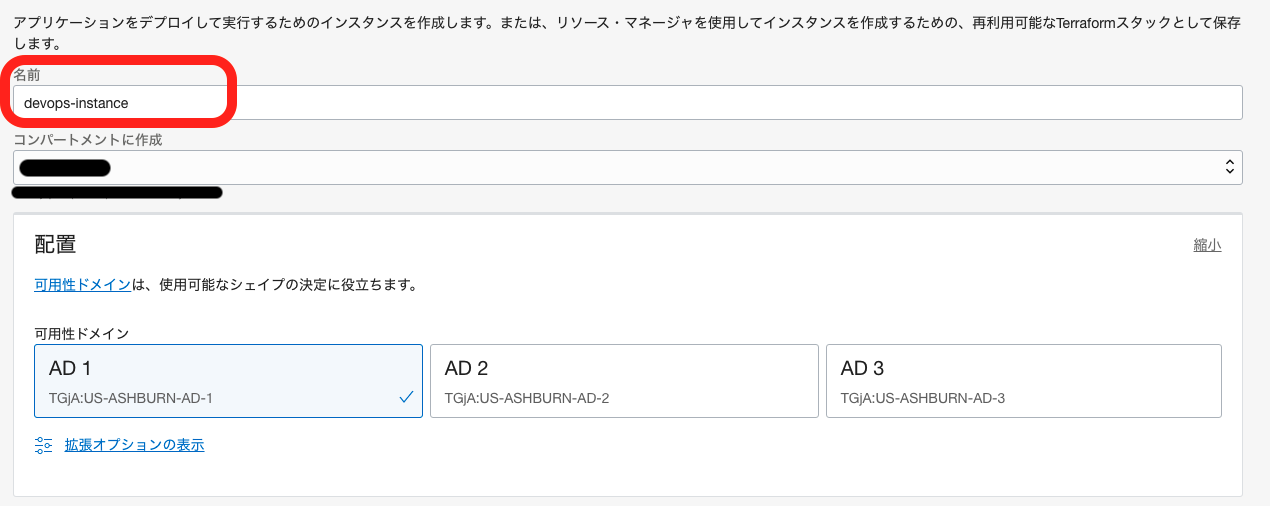 アプリケーションをデプロイして実行するためのインスタンスを作成します。または、リソース・マネージャを使用してインスタンスを作成するための、再利用可能なTerraformスタックとして保存
します。
名前
devops-instance
コンパートメントに作成
配置
縮小
可用性ドメインは、使用可能なシェイプの決定に役立ちます。
可用性ドメイン
AD 1
TGjA:US-ASHBURN-AD-1
AD 2
TGjA:US-ASHBURN-AD-2
AD 3
TGjA:US-ASHBURN-AD-3
拡張オプションの表示